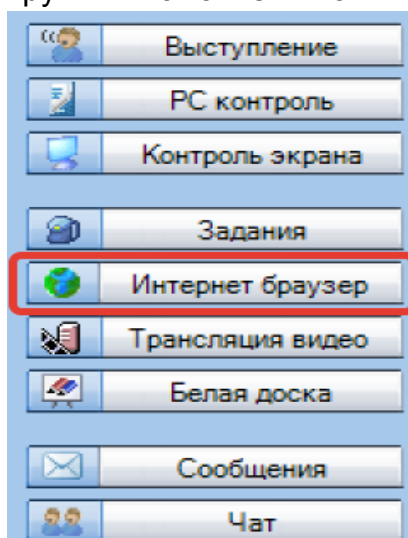 Выступление
PC контроль
Контроль экрана
Задания
Интернет браузер
Трансляция видео
Белая доска
Сообщения
Чат